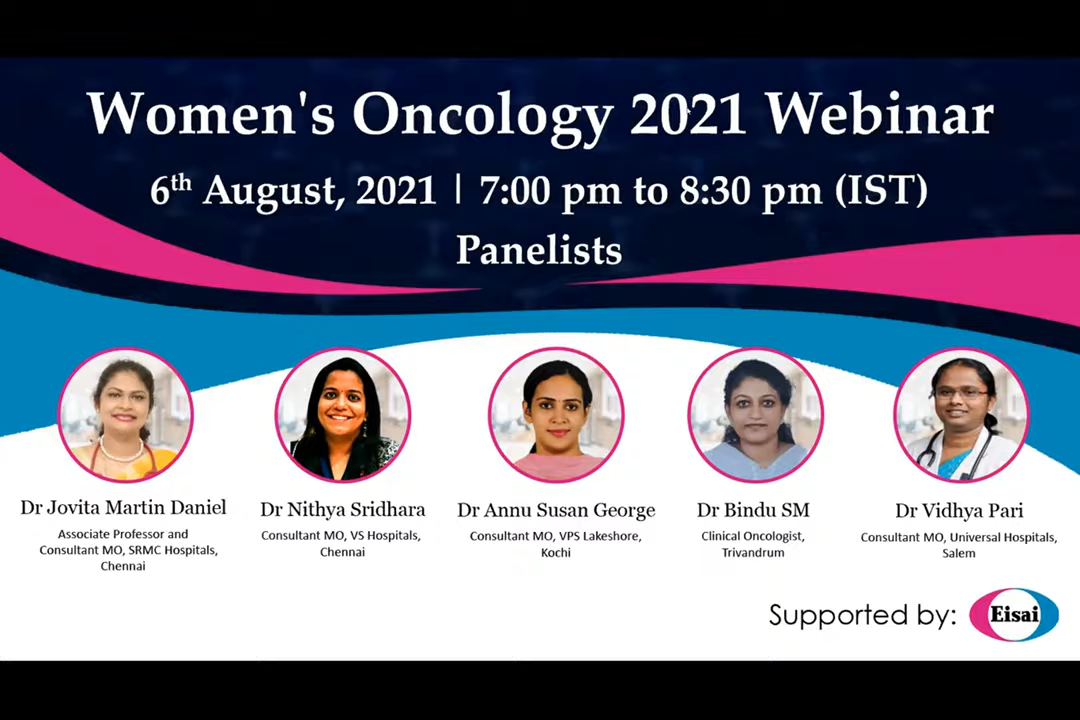 Women's Oncology 2021 Webinar
6th August, 2021 | 7:00 pm to 8:30 pm (IST)
Panelists
Dr Jovita Martin Daniel
Associate Professor and
Consultant MO, SRMC Hospitals,
Chennai
Dr Nithya Sridhara
Consultant MO, VS Hospitals,
Chennai
Dr Annu Susan George
Consultant MO, VPS Lakeshore,
Kochi
Dr Bindu SM
Clinical Oncologist,
Trivandrum
Dr Vidhya Pari
Consultant MO, Universal Hospitals,
Salem
Supported by:
Eisai